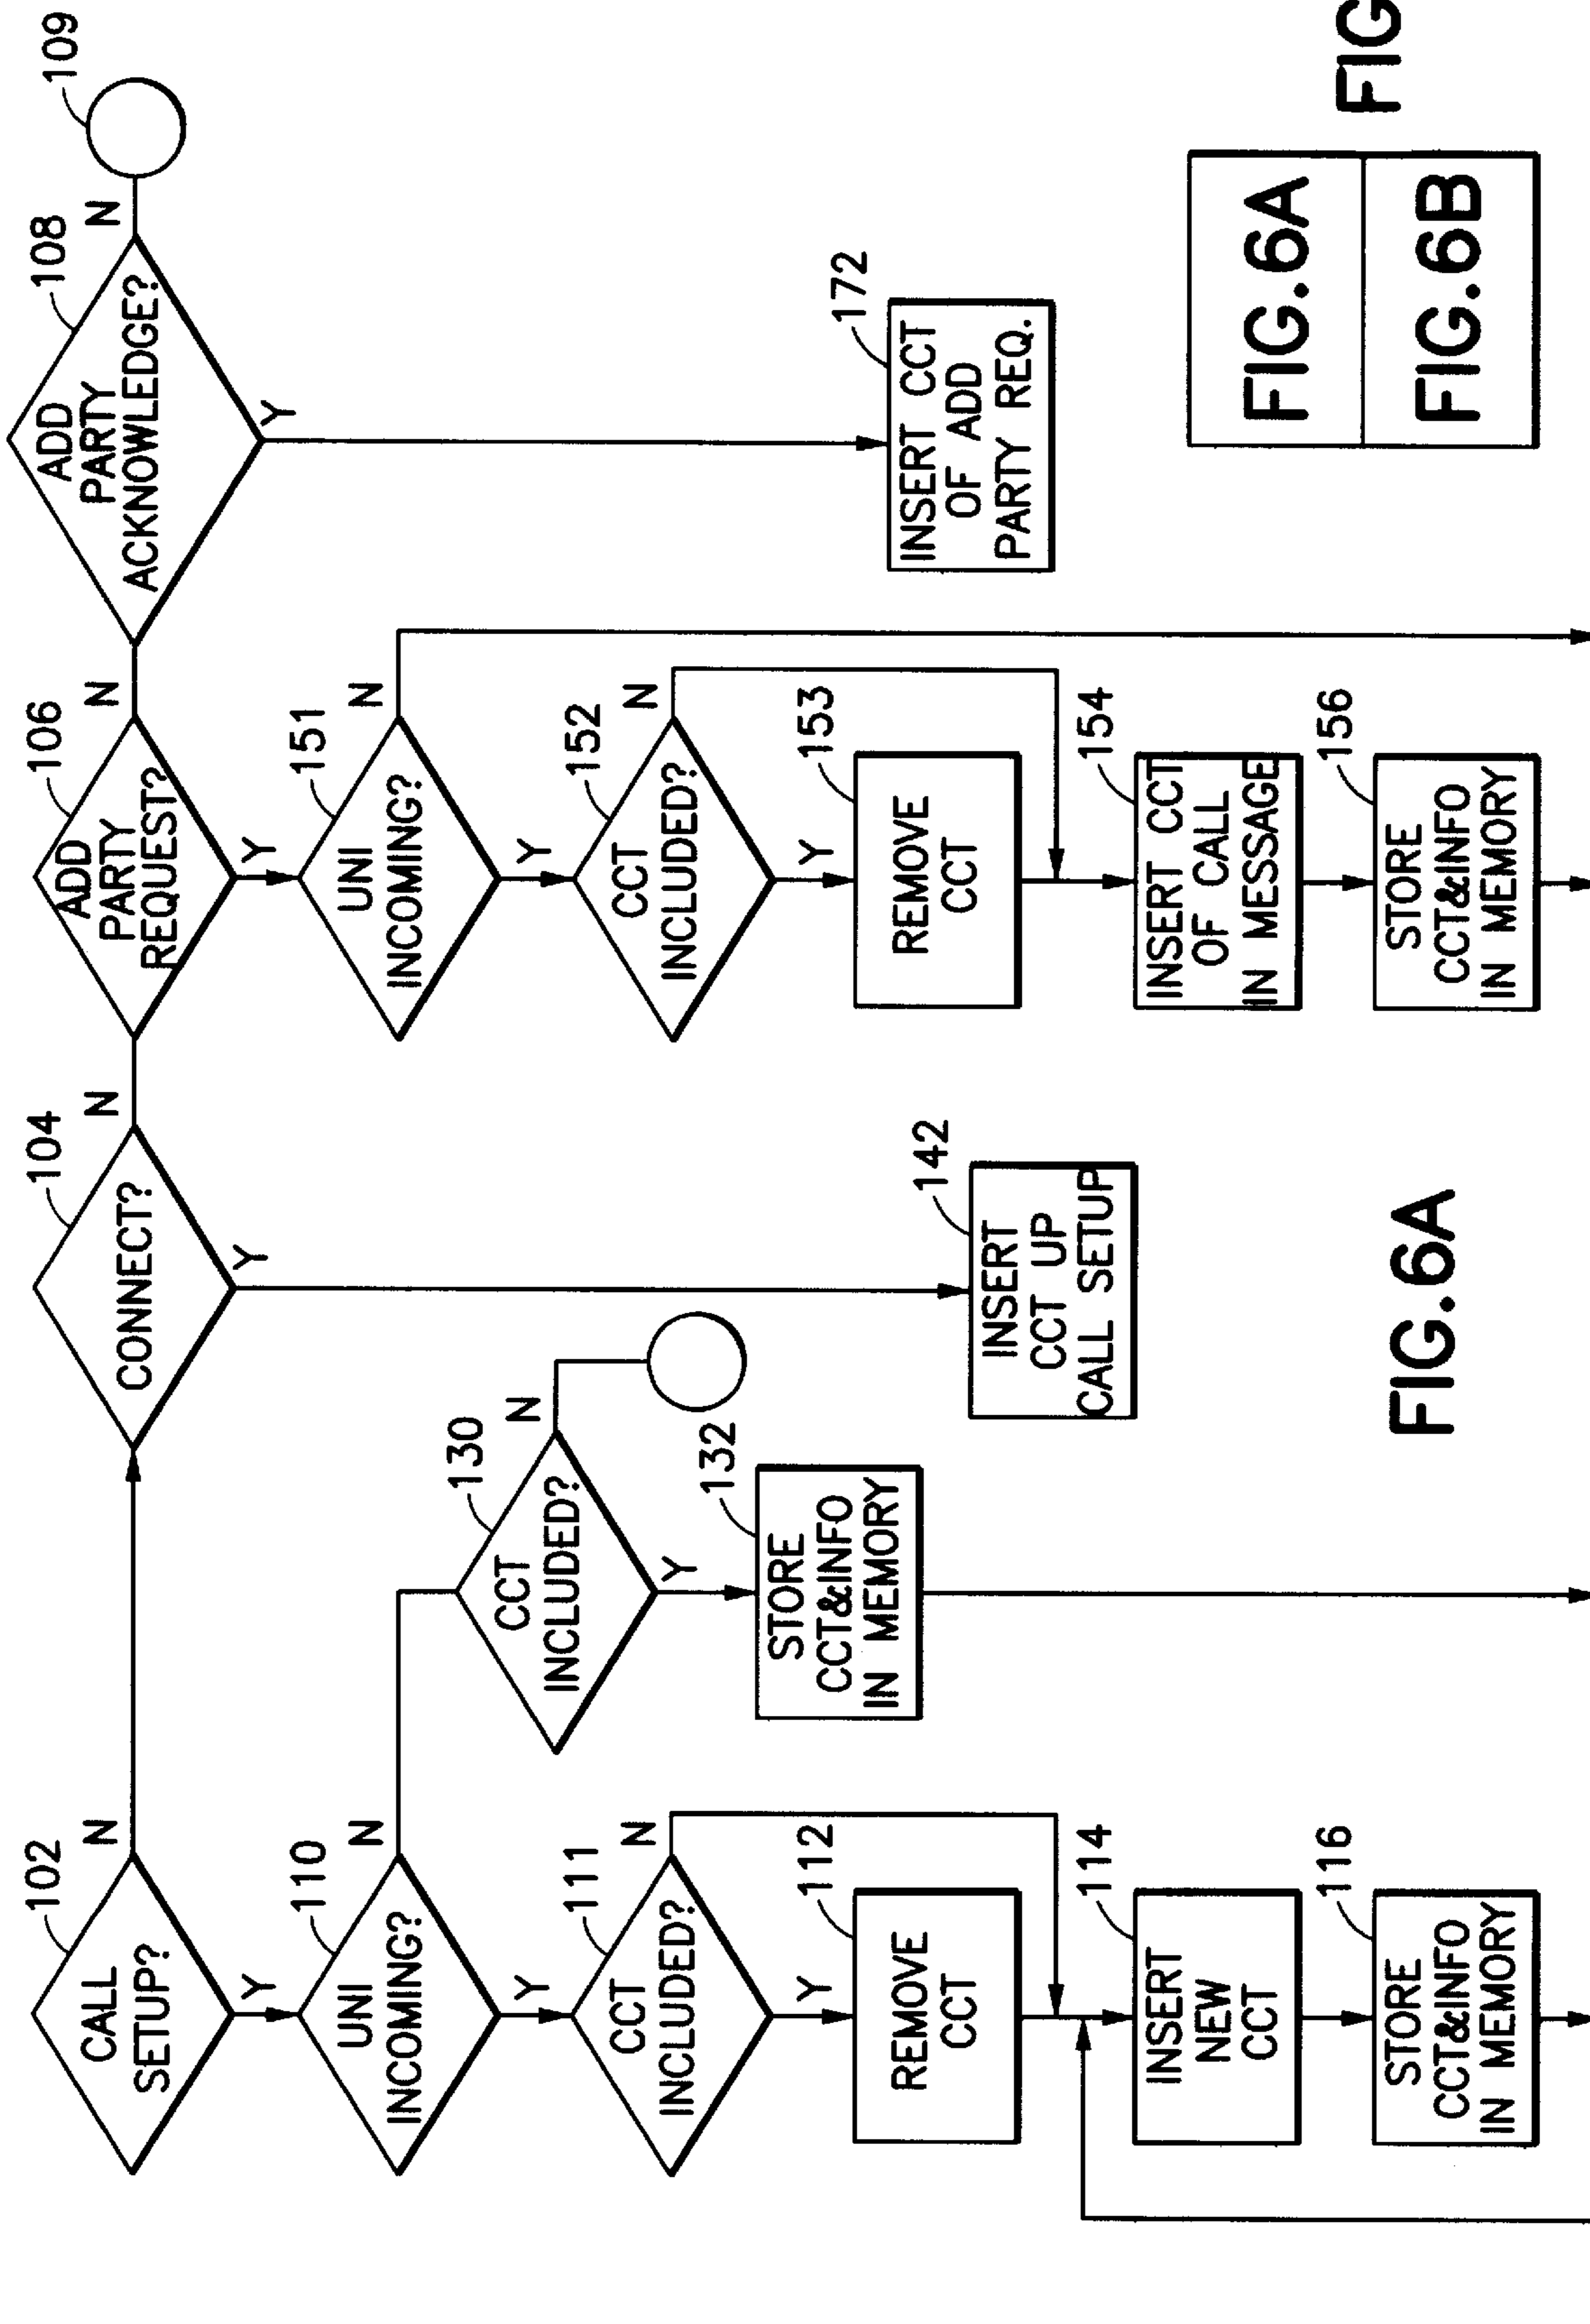 102
CALL
SETUP?
N
Y
104
CONNECT?
N
Y
106
ADD
PARTY
REQUEST?
N
Y
108
ADD
PARTY
ACKNOWLEDGE?
N
Y
109
110
UNI
INCOMING?
N
Y
111
CCT
INCLUDED?
N
Y
112
REMOVE
CCT
114
INSERT
NEW
CCT
116
STORE
CCT&INFO
IN MEMORY
130
CCT
INCLUDED?
N
Y
132
STORE
CCT&INFO
IN MEMORY
142
INSERT
CCT UP
CALL SETUP
151
UNI
INCOMING?
N
Y
152
CCT
INCLUDED?
N
Y
153
REMOVE
CCT
154
INSERT CCT
OF CALL
IN MESSAGE
156
STORE
CCT&INFO
IN MEMORY
172
INSERT CCT
OF ADD
PARTY REQ.
FIG.6A
FIG.6A
FIG.6B
FIG